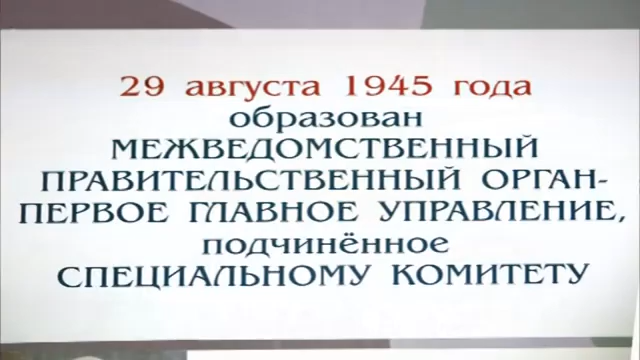 29 августа 1945 года
образован
МЕЖВЕДОМСТВЕННЫЙ
ПРАВИТЕЛЬСТВЕННЫЙ ОРГАН-
ПЕРВОЕ ГЛАВНОЕ УПРАВЛЕНИЕ,
подчинённое
СПЕЦИАЛЬНОМУ КОМИТЕТУ